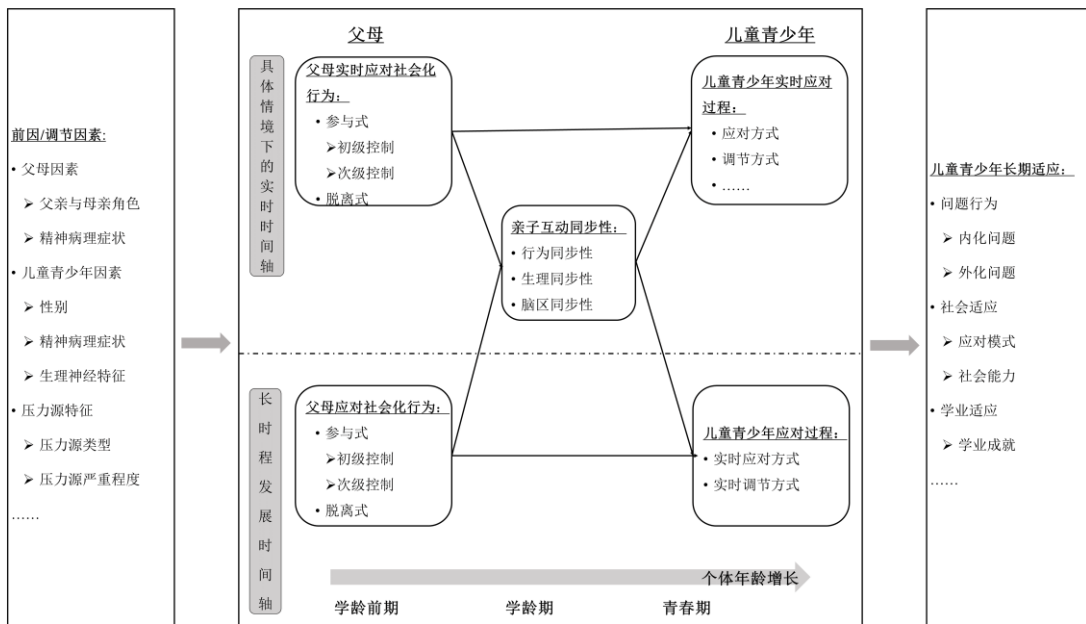 前因/调节因素:
• 父母因素
➢ 父亲与母亲角色
➢ 精神病理症状
• 儿童青少年因素
➢ 性别
➢ 精神病理症状
➢ 生理神经特征
• 压力源特征
➢ 压力源类型
➢ 压力源严重程度
……
父母
儿童青少年
具体情境下的实时时间轴
父母实时应对社会化
行为：
• 参与式
➢初级控制
➢次级控制
• 脱离式
儿童青少年实时应对
过程：
• 应对方式
• 调节方式
• ……
亲子互动同步性：
• 行为同步性
• 生理同步性
• 脑区同步性
长时程发展时间轴
父母应对社会化行为：
• 参与式
➢初级控制
➢次级控制
• 脱离式
儿童青少年应对过程：
• 实时应对方式
• 实时调节方式
个体年龄增长
学龄前期
学龄期
青春期
儿童青少年长期适应：
• 问题行为
➢ 内化问题
➢ 外化问题
• 社会适应
➢ 应对模式
➢ 社会能力
• 学业适应
➢ 学业成就
……